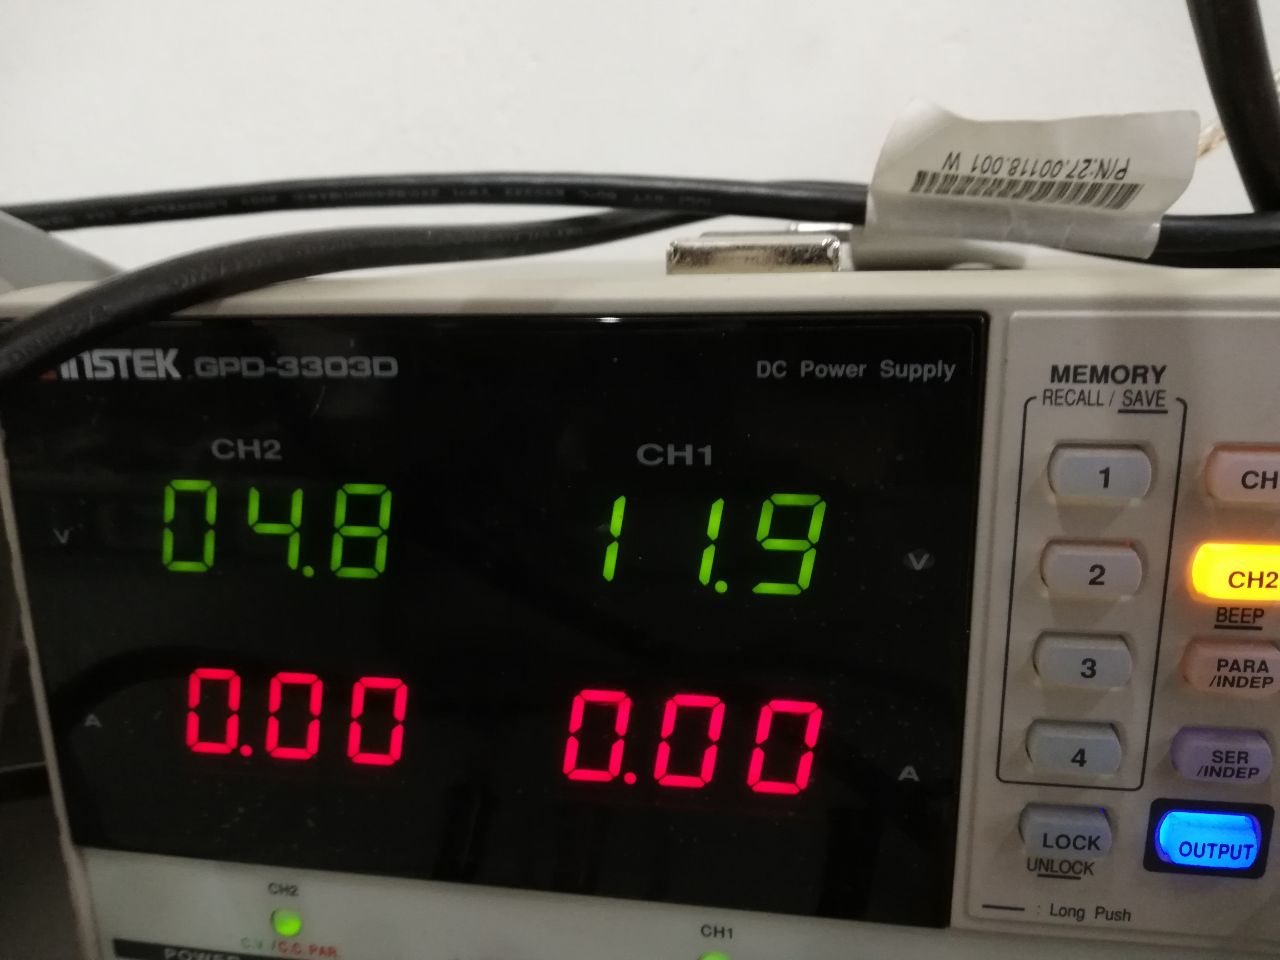 P/N:27.00118.001 W
INSTEK GPD-3303D
DC Power Supply
CH2
CH1
V
04.8
11.9
V
A
0.00
0.00
A
MEMORY
RECALL / SAVE
1
2
3
4
LOCK
UNLOCK
: Long Push
CH
CH2
BEEP
PARA
/INDEP
SER
/INDEP
OUTPUT
CH2
C.V./C.C. PAR.
CH1
POWER